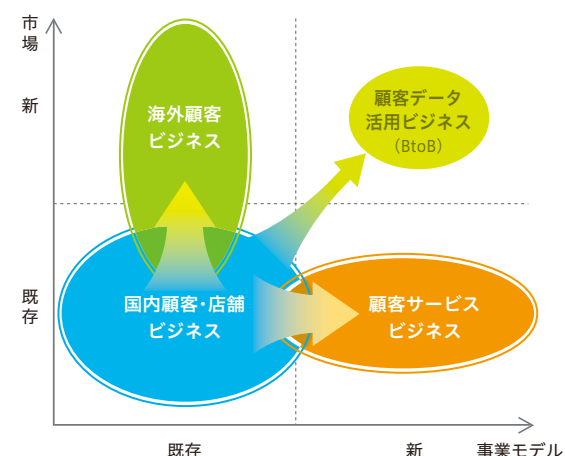 市場
新
既存
海外顧客
ビジネス
顧客データ
活用ビジネス
（BtoB）
国内顧客・店舗
ビジネス
顧客サービス
ビジネス
既存
新
事業モデル